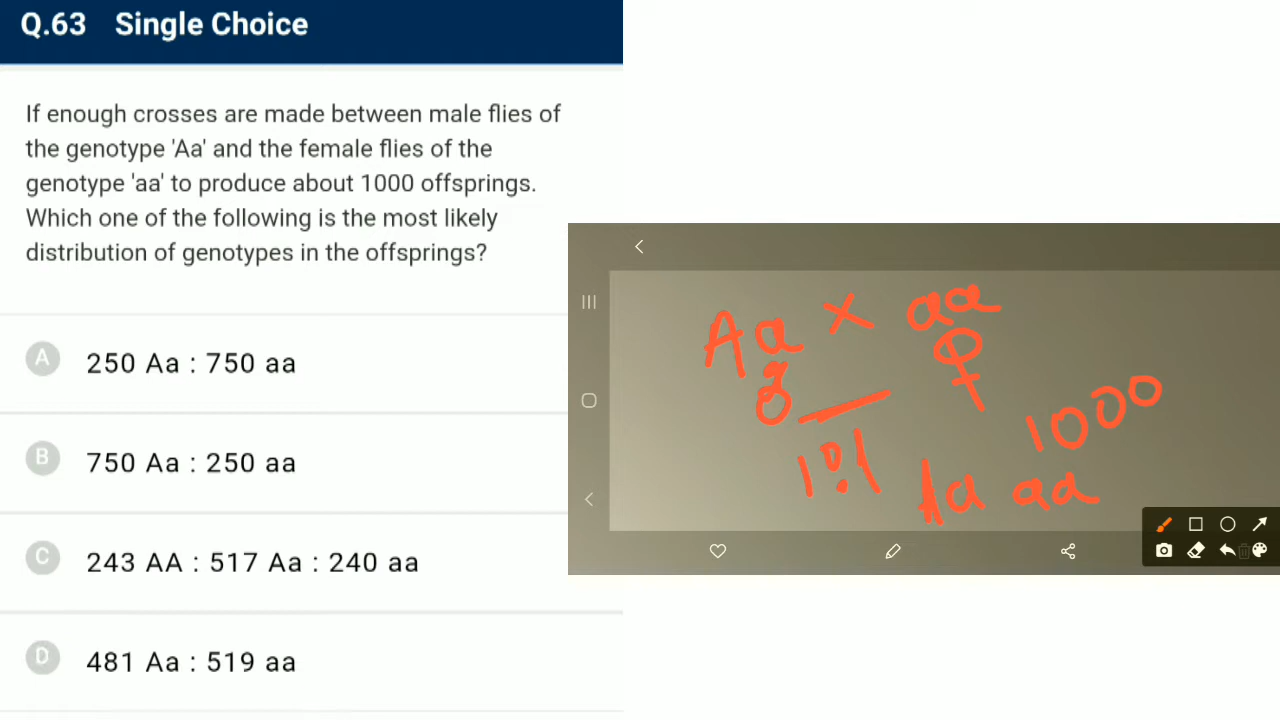 Q.63 Single Choice
If enough crosses are made between male flies of
the genotype 'Aa' and the female flies of the
genotype 'aa' to produce about 1000 offsprings.
Which one of the following is the most likely
distribution of genotypes in the offsprings?
A 250 Aa : 750 aa
B 750 Aa : 250 aa
C 243 AA : 517 Aa : 240 aa
D 481 Aa : 519 aa
Aa × aa
♂ ♀
1:1 1000
Aa aa